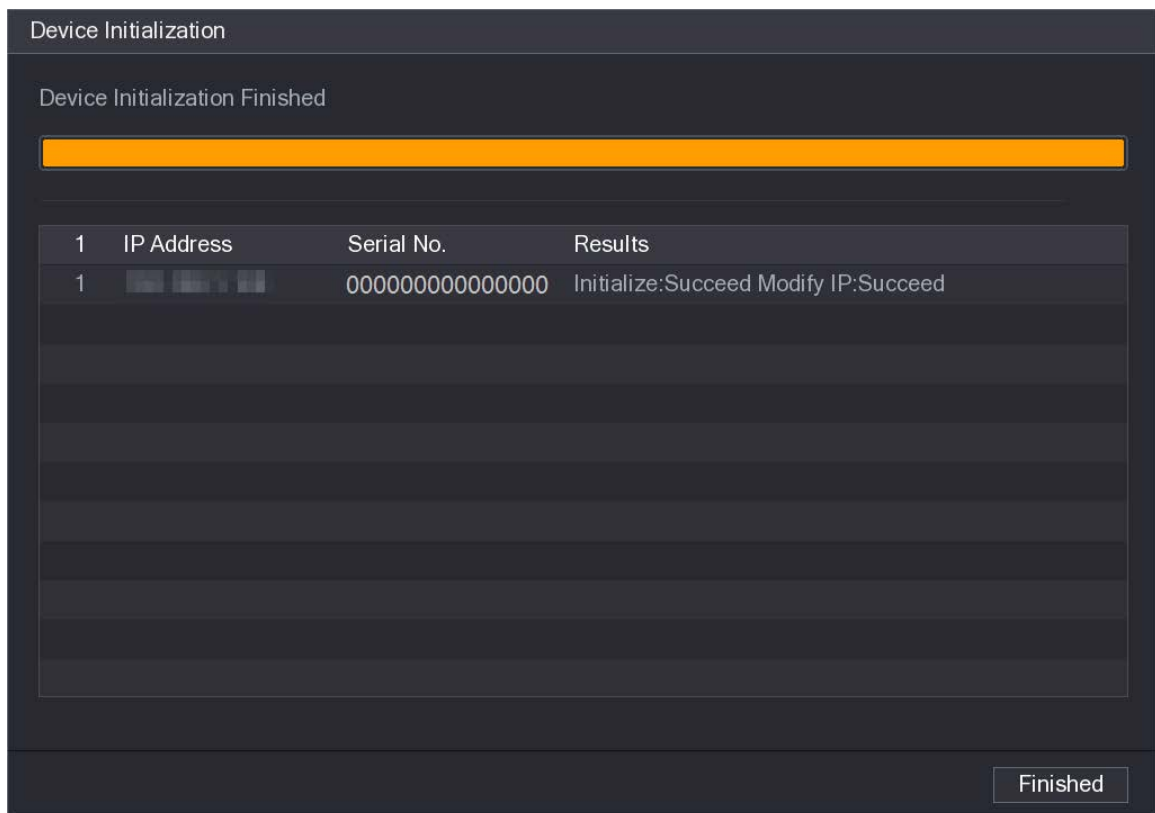 Device Initialization
Device Initialization Finished
1 IP Address Serial No. Results
1 000000000000000 Initialize:Succeed Modify IP:Succeed
Finished